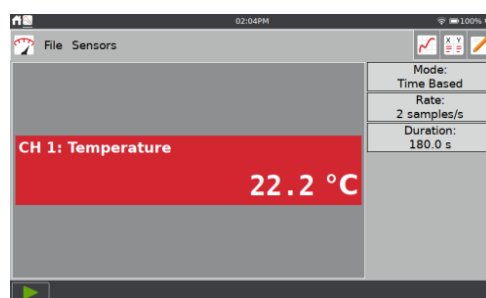 02:04PM
100%
File Sensors
X Y
Mode:
Time Based
Rate:
2 samples/s
Duration:
180.0 s
CH 1: Temperature
22.2 °C